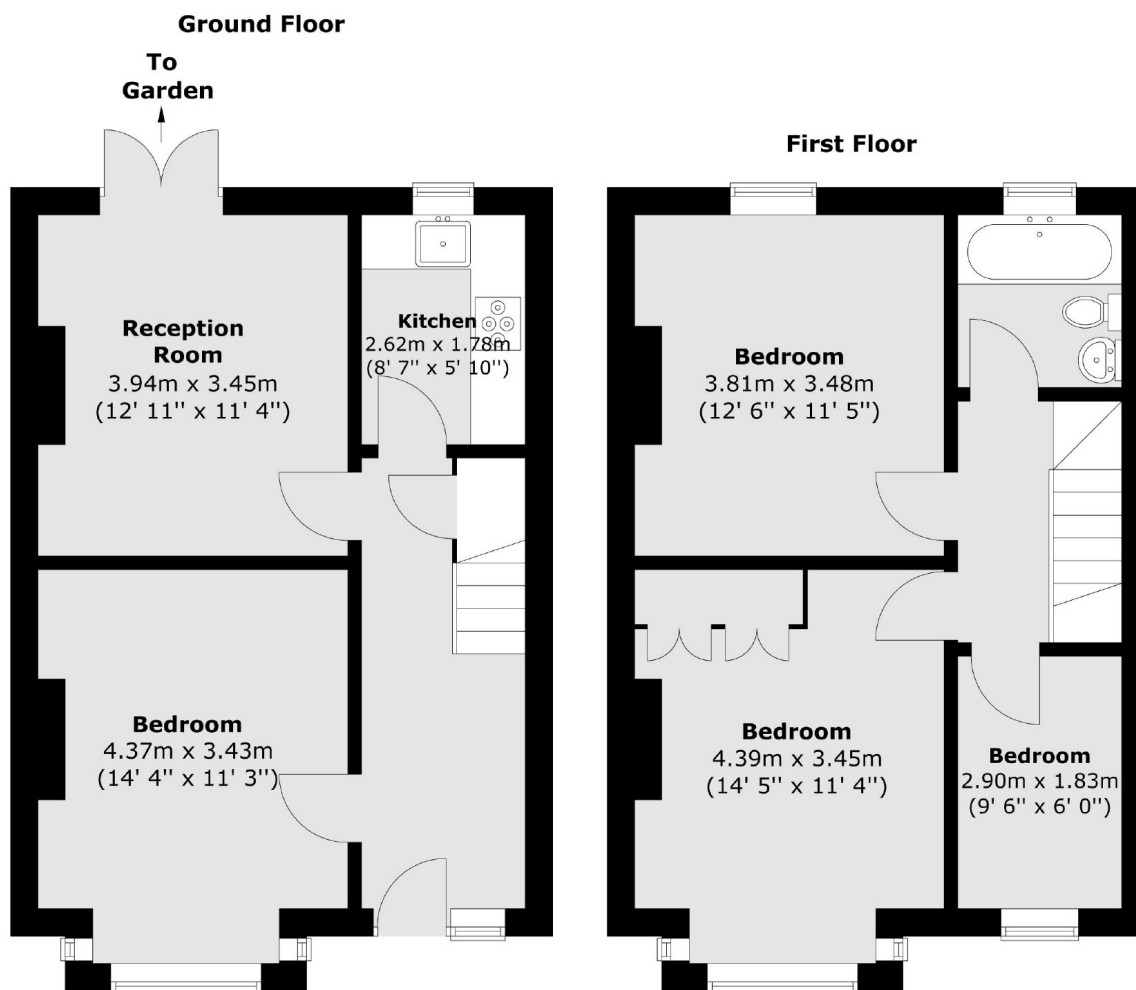 Ground Floor
To
Garden
Reception
Room
3.94m x 3.45m
(12' 11'' x 11' 4'')
Kitchen
2.62m x 1.78m
(8' 7'' x 5' 10'')
Bedroom
4.37m x 3.43m
(14' 4'' x 11' 3'')
First Floor
Bedroom
3.81m x 3.48m
(12' 6'' x 11' 5'')
Bedroom
4.39m x 3.45m
(14' 5'' x 11' 4'')
Bedroom
2.90m x 1.83m
(9' 6'' x 6' 0'')